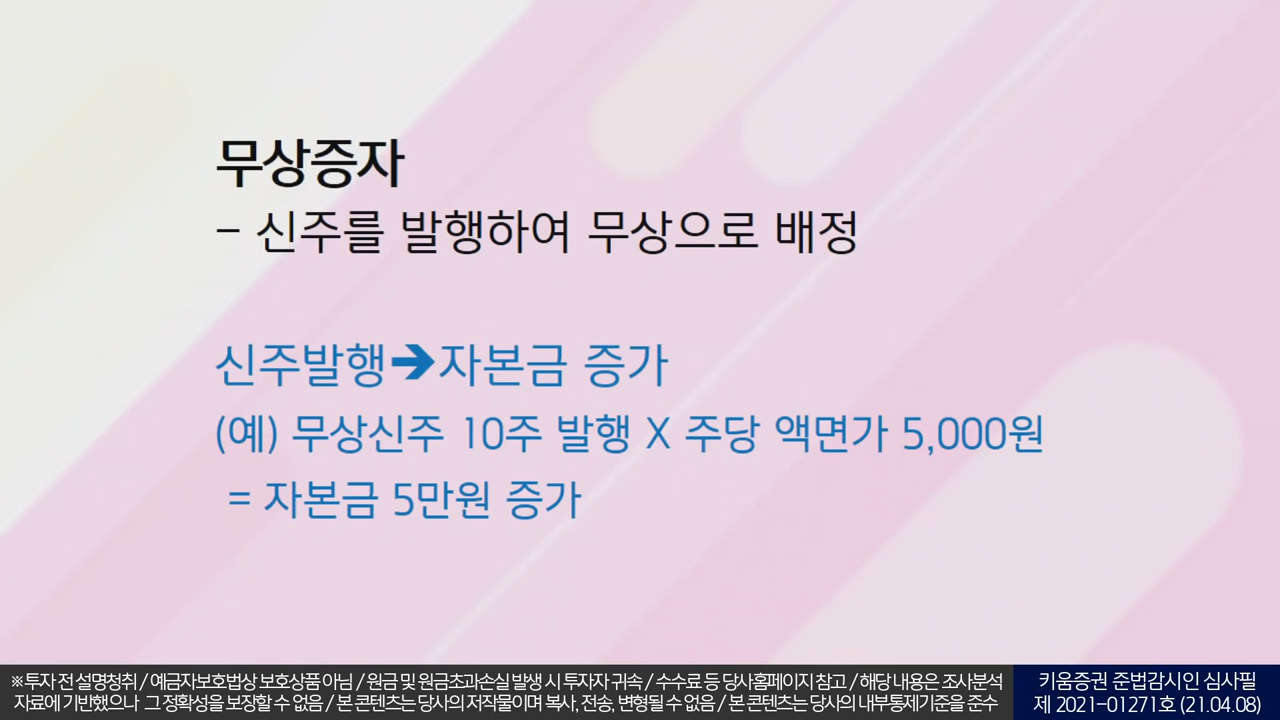 무상증자
- 신주를 발행하여 무상으로 배정
신주발행➔자본금 증가
(예) 무상신주 10주 발행 X 주당 액면가 5,000원
= 자본금 5만원 증가
※투자 전 설명청취 / 예금자보호법상 보호상품 아님 / 원금 및 원금초과손실 발생 시 투자자 귀속 / 수수료 등 당사홈페이지 참고 / 해당 내용은 조사분석
자료에 기반했으나 그 정확성을 보장할 수 없음 / 본 콘텐츠는 당사의 저작물이며 복사, 전송, 변형될 수 없음 / 본 콘텐츠는 당사의 내부통제기준을 준수
키움증권 준법감시인 심사필
제 2021-01271호 (21.04.08)